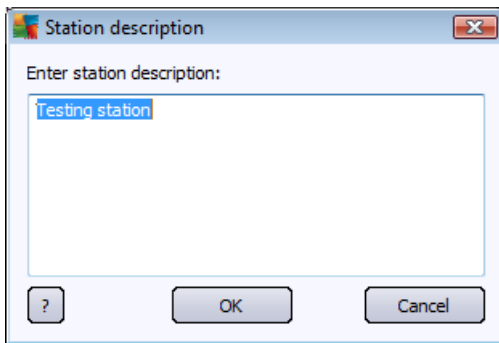 Station description
Enter station description:
Testing station
? OK Cancel